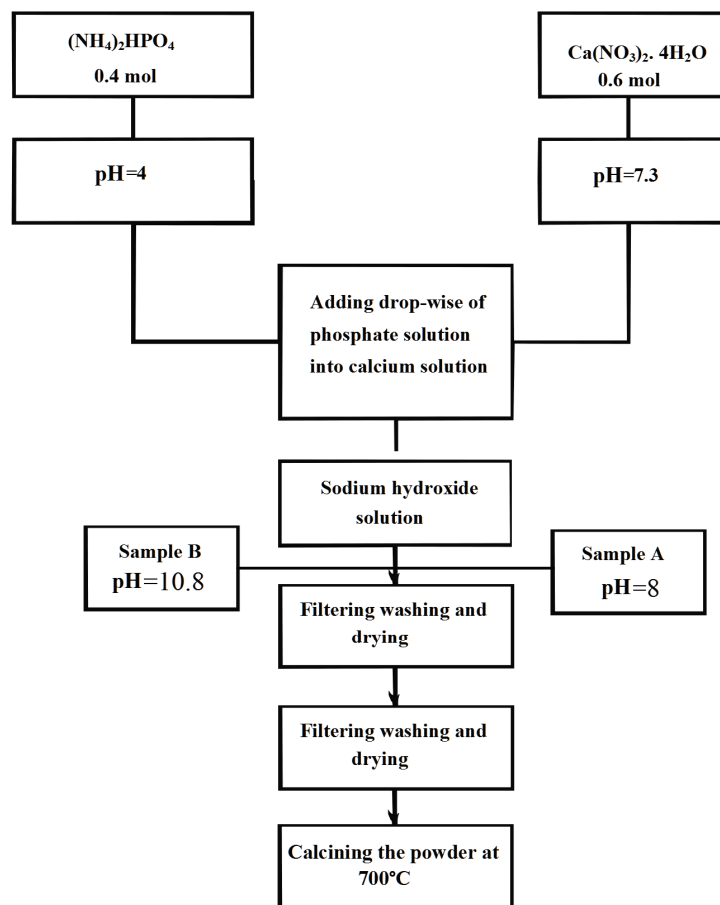 (NH₄)₂HPO₄
0.4 mol
Ca(NO₃)₂. 4H₂O
0.6 mol
pH=4
pH=7.3
Adding drop-wise of
phosphate solution
into calcium solution
Sodium hydroxide
solution
Sample B
pH=10.8
Sample A
pH=8
Filtering washing and
drying
Filtering washing and
drying
Calcining the powder at
700°C